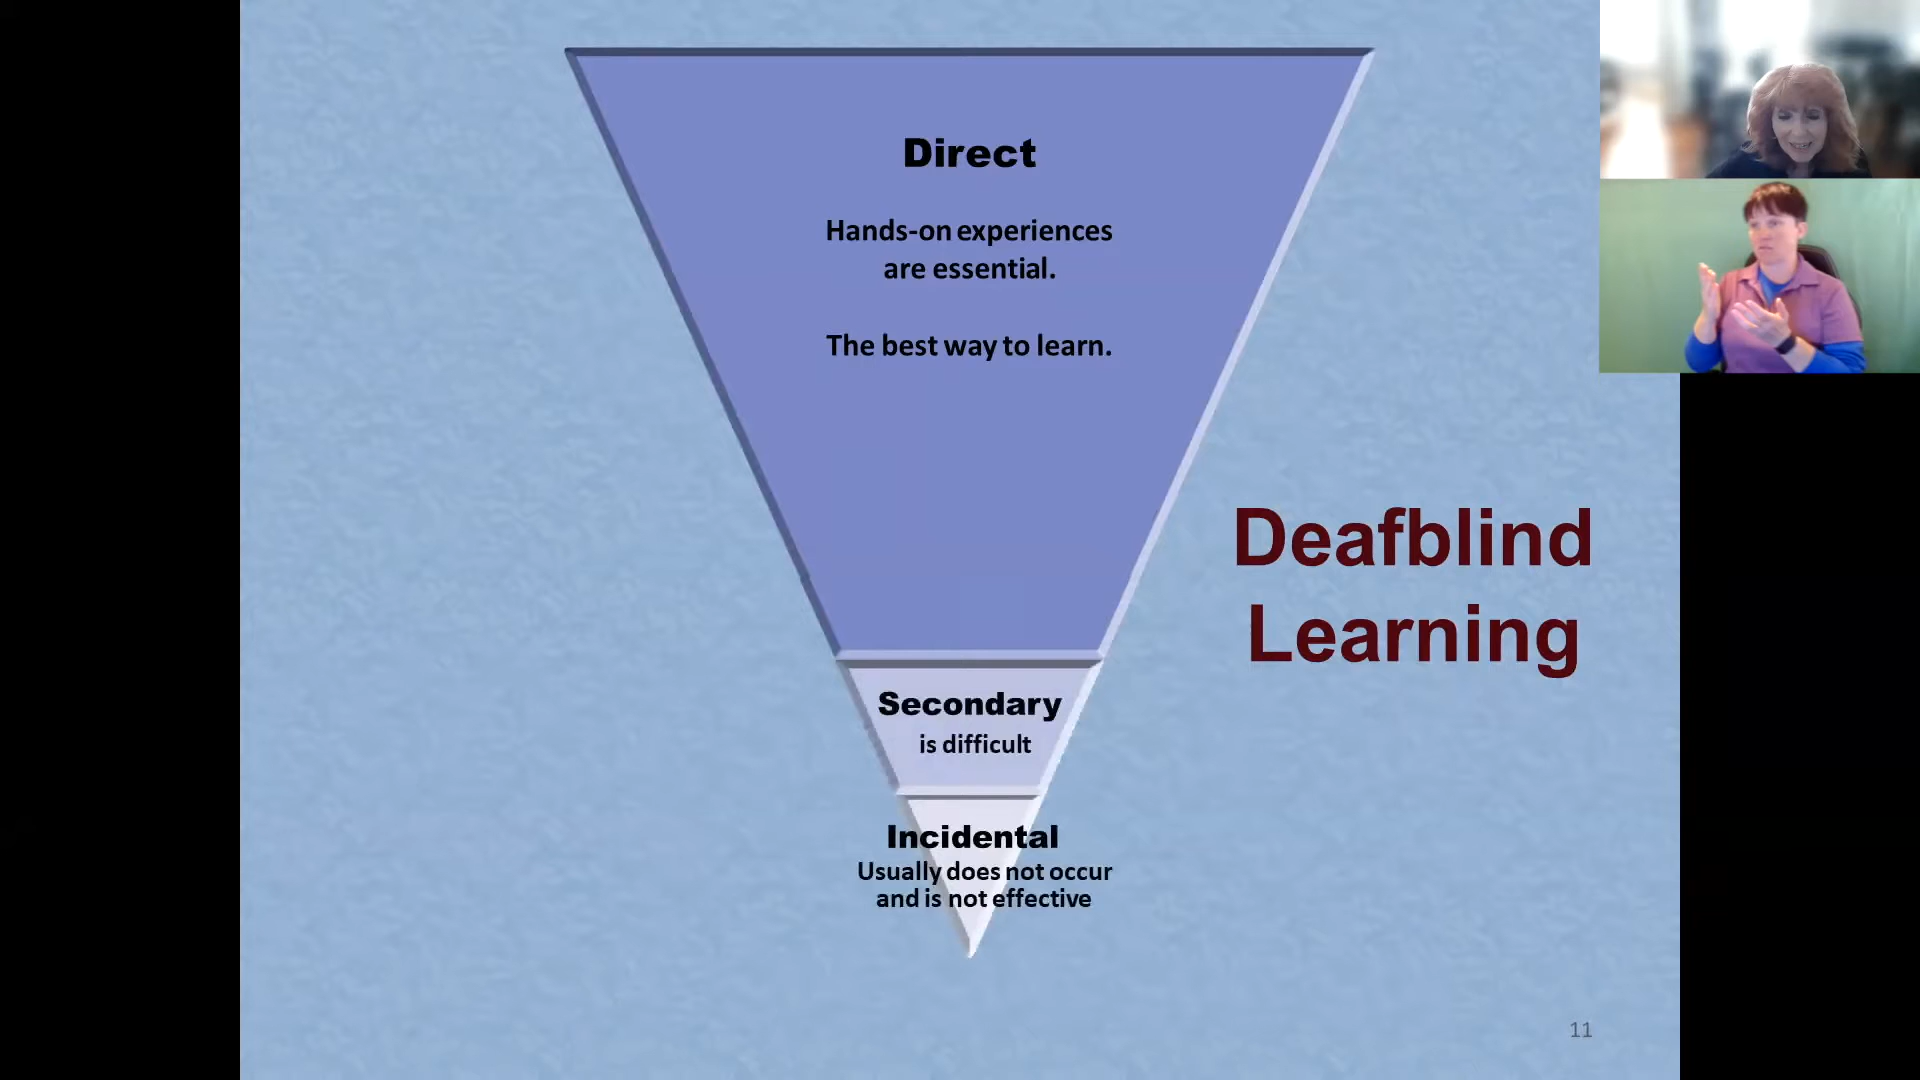 Direct
Hands-on experiences
are essential.
The best way to learn.
Deafblind
Learning
Secondary
is difficult
Incidental
Usually does not occur
and is not effective
11